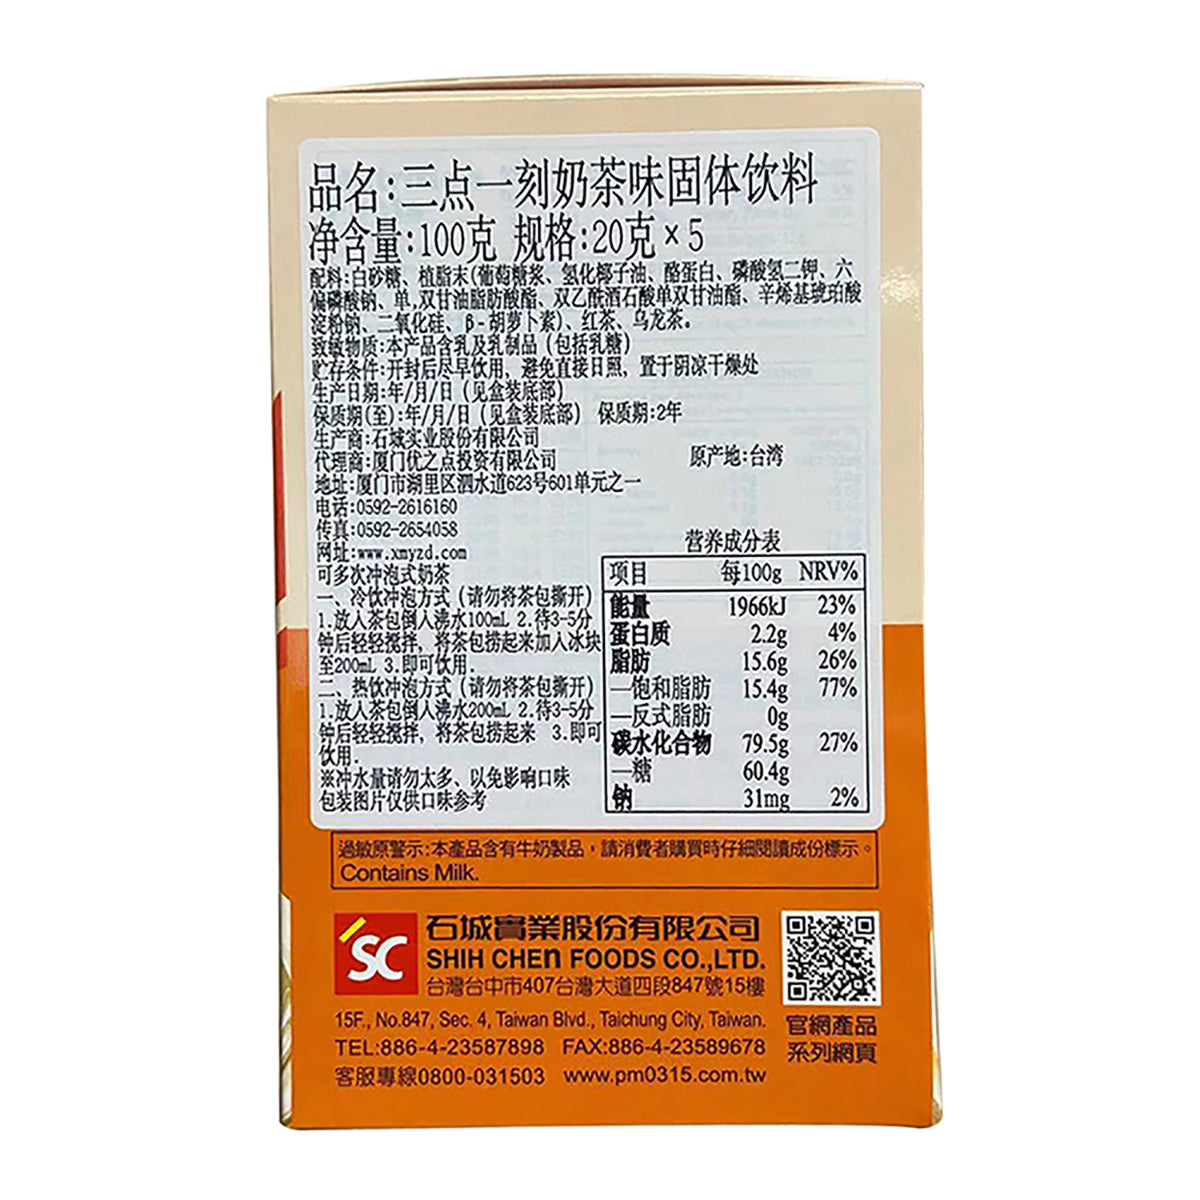 品名:三点一刻奶茶味固体饮料
净含量:100克 规格:20克×5
配料:白砂糖、植脂末(葡萄糖浆、氢化椰子油、酪蛋白、磷酸氢二钾、六
偏磷酸钠、单,双甘油脂肪酸酯、双乙酰酒石酸单双甘油酯、辛烯基琥珀酸
淀粉钠、二氧化硅、β-胡萝卜素)、红茶、乌龙茶。
致敏物质:本产品含乳及乳制品(包括乳糖)
贮存条件:开封后尽早饮用，避免直接日照，置于阴凉干燥处
生产日期:年/月/日(见盒装底部)
保质期(至):年/月/日(见盒装底部) 保质期:2年
生产商:石城实业股份有限公司
代理商:厦门优之点投资有限公司
原产地:台湾
地址:厦门市湖里区泗水道623号601单元之一
电话:0592-2616160
传真:0592-2654058
网址:www.xmyzd.com
可多次冲泡式奶茶
一、冷饮冲泡方式(请勿将茶包撕开)
1.放入茶包倒入沸水100mL 2.待3-5分
钟后轻轻搅拌，将茶包捞起来加入冰块
至200mL 3.即可饮用.
二、热饮冲泡方式(请勿将茶包撕开)
1.放入茶包倒入沸水200mL 2.待3-5分
钟后轻轻搅拌，将茶包捞起来 3.即可
饮用.
※冲水量请勿太多、以免影响口味
包装图片仅供口味参考
营养成分表
项目 每100g NRV%
能量 1966kJ 23%
蛋白质 2.2g 4%
脂肪 15.6g 26%
—饱和脂肪 15.4g 77%
—反式脂肪 0g
碳水化合物 79.5g 27%
—糖 60.4g
钠 31mg 2%
過敏原警示:本產品含有牛奶製品，請消費者購買時仔細閱讀成份標示。
Contains Milk.
SC
石城實業股份有限公司
SHIH CHEn FOODS CO.,LTD.
台灣台中市407台灣大道四段847號15樓
15F., No.847, Sec. 4, Taiwan Blvd., Taichung City, Taiwan.
TEL:886-4-23587898 FAX:886-4-23589678
客服專線0800-031503 www.pm0315.com.tw
官網產品
系列網頁